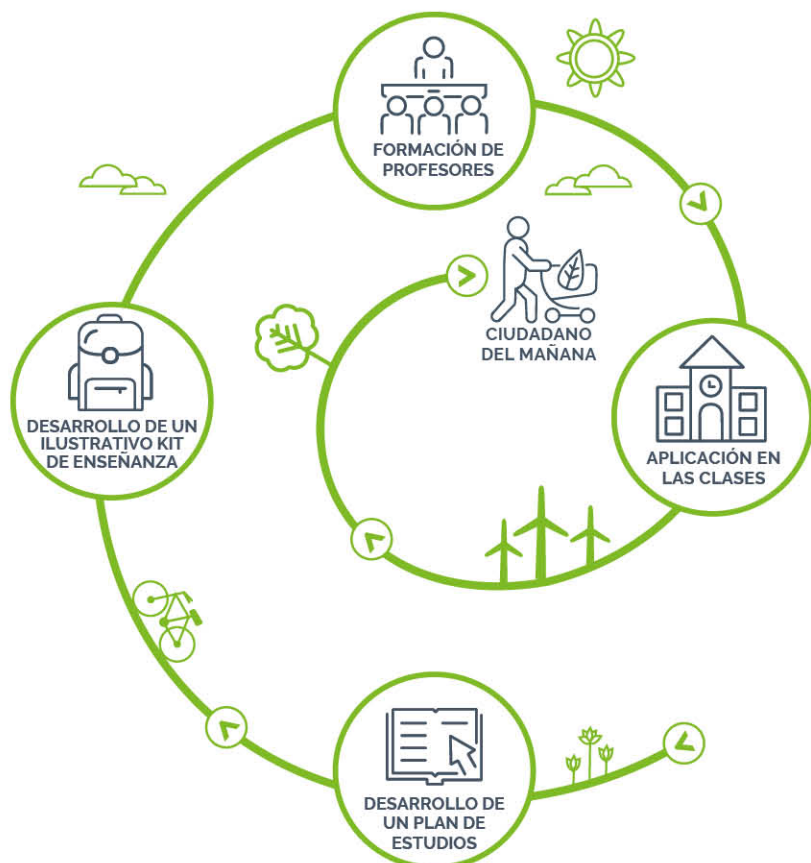 FORMACIÓN DE
PROFESORES
CIUDADANO
DEL MAÑANA
DESARROLLO DE UN
ILUSTRATIVO KIT
DE ENSEÑANZA
APLICACIÓN EN
LAS CLASES
DESARROLLO DE
UN PLAN DE
ESTUDIOS